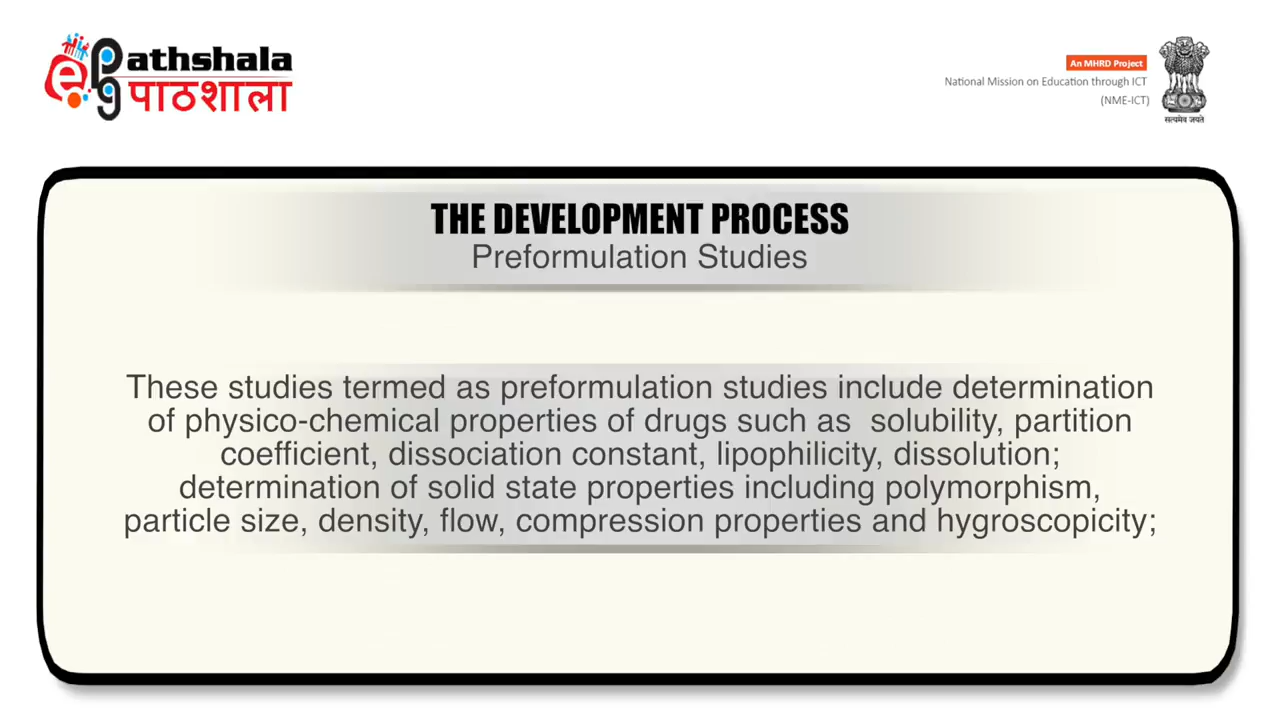 e pg Pathshala
पाठशाला
An MHRD Project
National Mission on Education through ICT
(NME-ICT)
सत्यमेव जयते
THE DEVELOPMENT PROCESS
Preformulation Studies
These studies termed as preformulation studies include determination
of physico-chemical properties of drugs such as solubility, partition
coefficient, dissociation constant, lipophilicity, dissolution;
determination of solid state properties including polymorphism,
particle size, density, flow, compression properties and hygroscopicity;